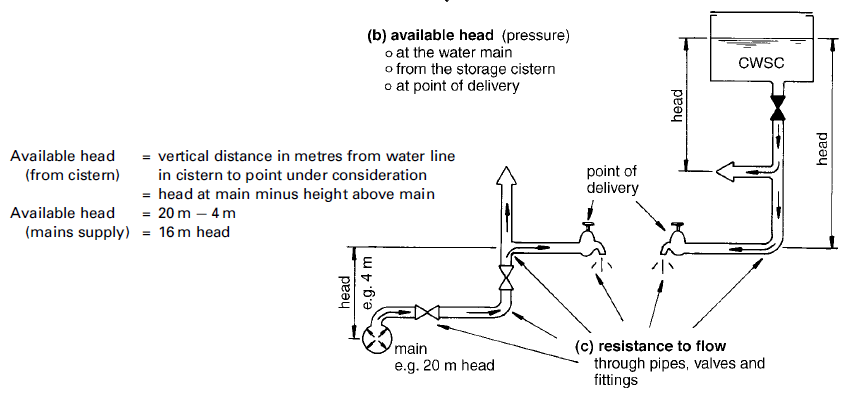 (b) available head (pressure)
o at the water main
o from the storage cistern
o at point of delivery
CWSC
head
head
Available head = vertical distance in metres from water line
(from cistern) in cistern to point under consideration
= head at main minus height above main
Available head = 20 m — 4 m
(mains supply) = 16 m head
point of
delivery
head
e.g. 4 m
main
e.g. 20 m head
(c) resistance to flow
through pipes, valves and
fittings